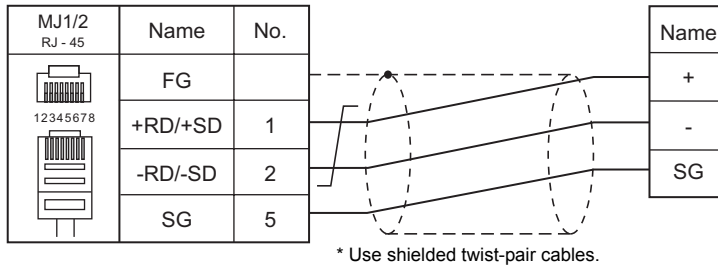 MJ1/2 Name No. Name
RJ - 45
FG +
12345678
+RD/+SD 1 -
-RD/-SD 2 SG
SG 5
* Use shielded twist-pair cables.